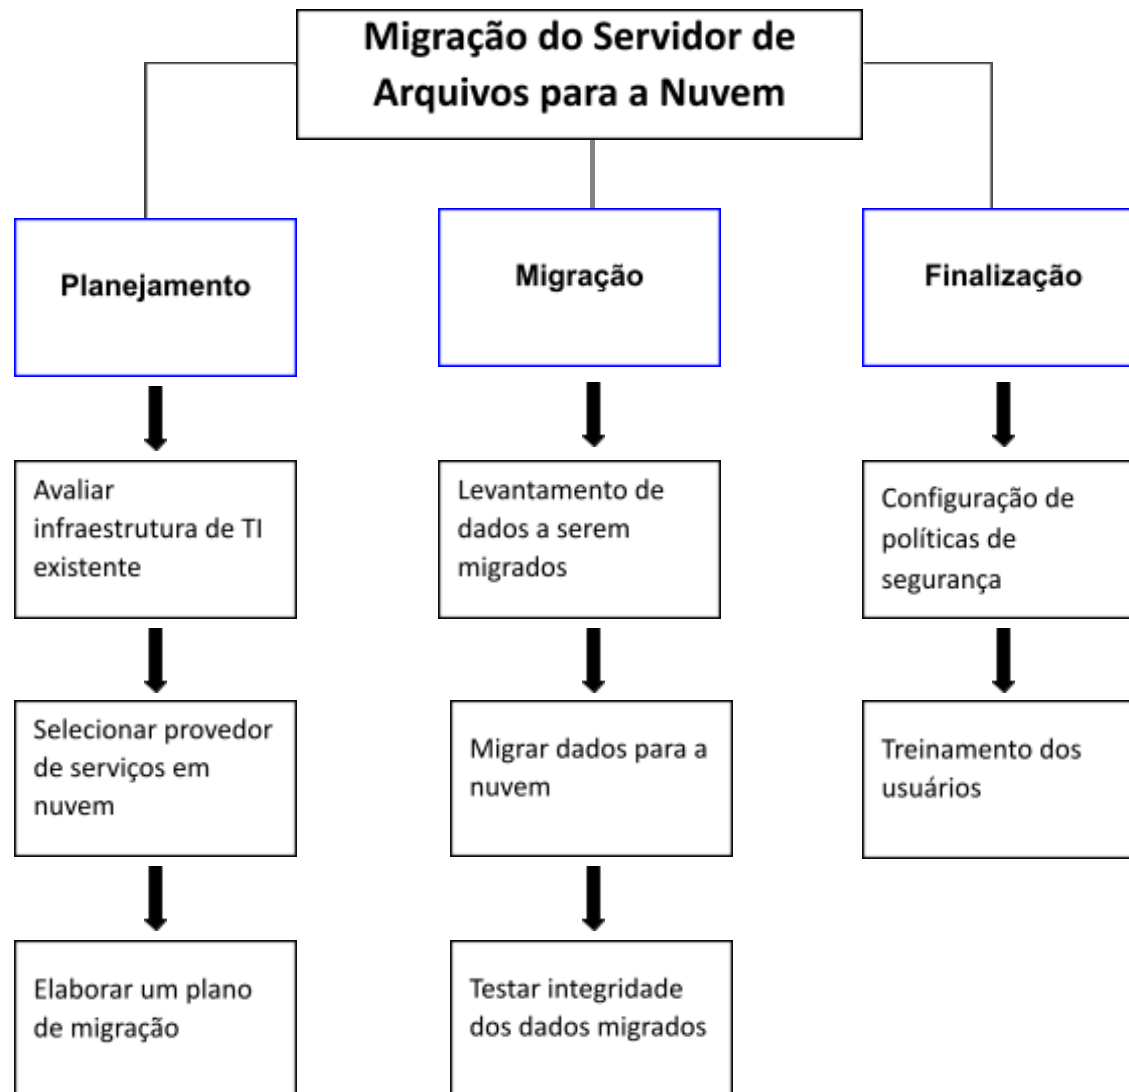 Migração do Servidor de
Arquivos para a Nuvem
Planejamento
Migração
Finalização
Avaliar
infraestrutura de TI
existente
Levantamento de
dados a serem
migrados
Configuração de
políticas de
segurança
Selecionar provedor
de serviços em
nuvem
Migrar dados para a
nuvem
Treinamento dos
usuários
Elaborar um plano
de migração
Testar integridade
dos dados migrados